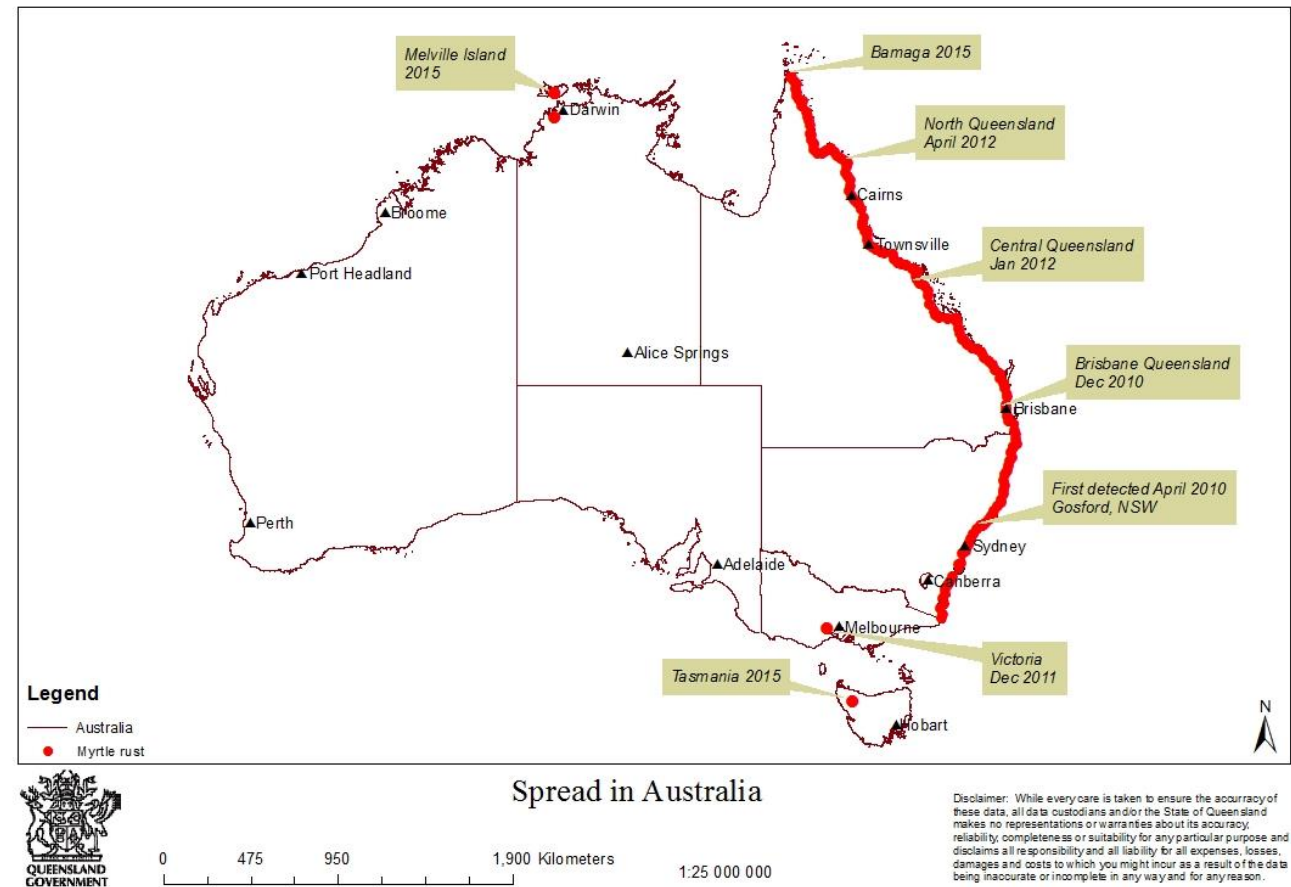 Melville Island
2015
Bamaga 2015
Darwin
North Queensland
April 2012
Cairns
Broome
Townsville
Central Queensland
Jan 2012
Port Headland
Alice Springs
Brisbane Queensland
Dec 2010
Brisbane
First detected April 2010
Gosford, NSW
Perth
Sydney
Adelaide
Canberra
Melbourne
Victoria
Dec 2011
Tasmania 2015
Hobart
Legend
Australia
Myrtle rust
N
Spread in Australia
QUEENSLAND
GOVERNMENT
0 475 950 1,900 Kilometers
1:25 000 000
Disclaimer: While every care is taken to ensure the accurracy of
these data, all data custodians and/or the State of Queensland
makes no representations or warranties about its accuracy,
reliability, completeness or suitability for any particular purpose and
disclaims all responsibility and all liability for all expenses, losses,
damages and costs to which you might incur as a result of the data
being inaccurate or incomplete in any way and for any reason.